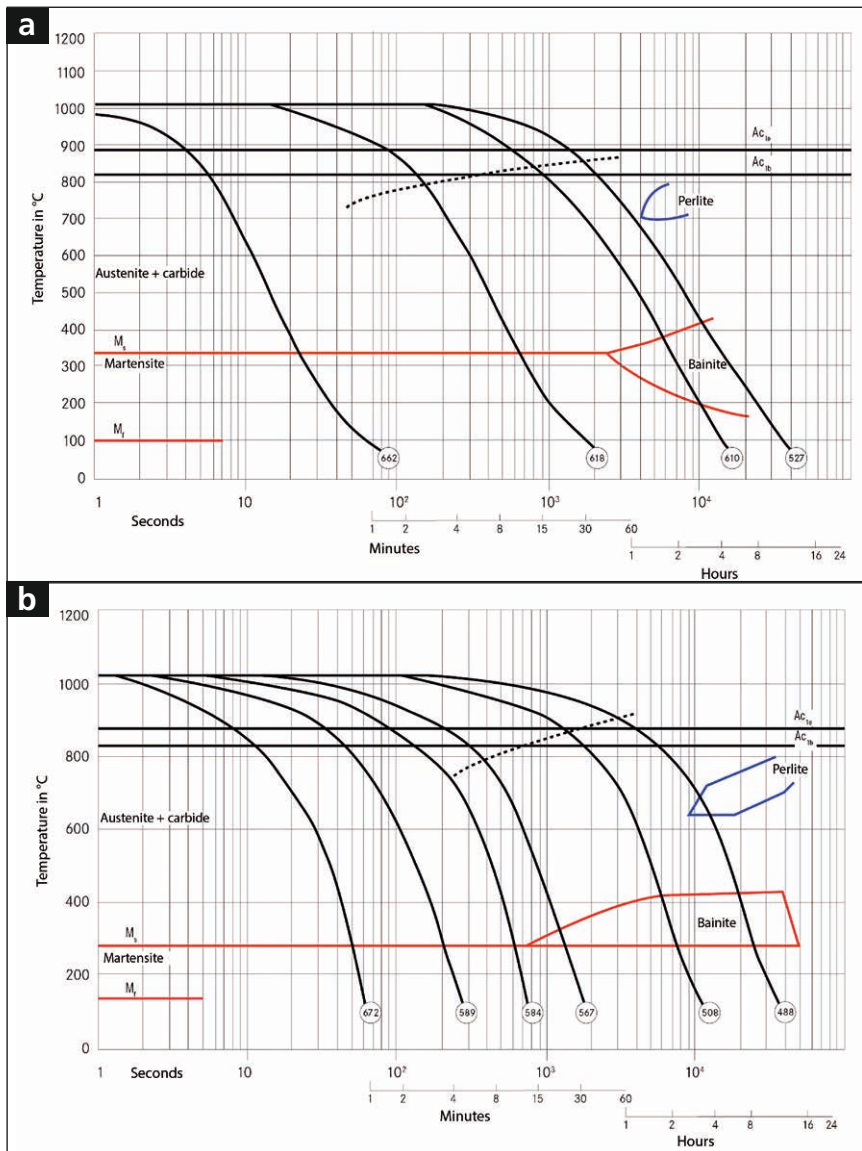 a
1200
1100
1000
900
800
700
600
500
400
300
200
100
0
Temperature in °C
Ac1e
Ac1b
Perlite
Austenite + carbide
Ms
Martensite
Bainite
Mf
662
618
610
527
1 10 10² 10³ 10⁴
Seconds
1 2 4 8 15 30 60
Minutes
1 2 4 8 16 24
Hours
b
1200
1000
800
600
400
200
0
Temperature in °C
Ac1e
Ac1b
Perlite
Austenite + carbide
Ms
Martensite
Bainite
Mf
672
589
584
567
508
488
1 Seconds 10 10² 10³ 10⁴
1 2 4 8 15 30 60
Minutes
1 2 4 8 16 24
Hours